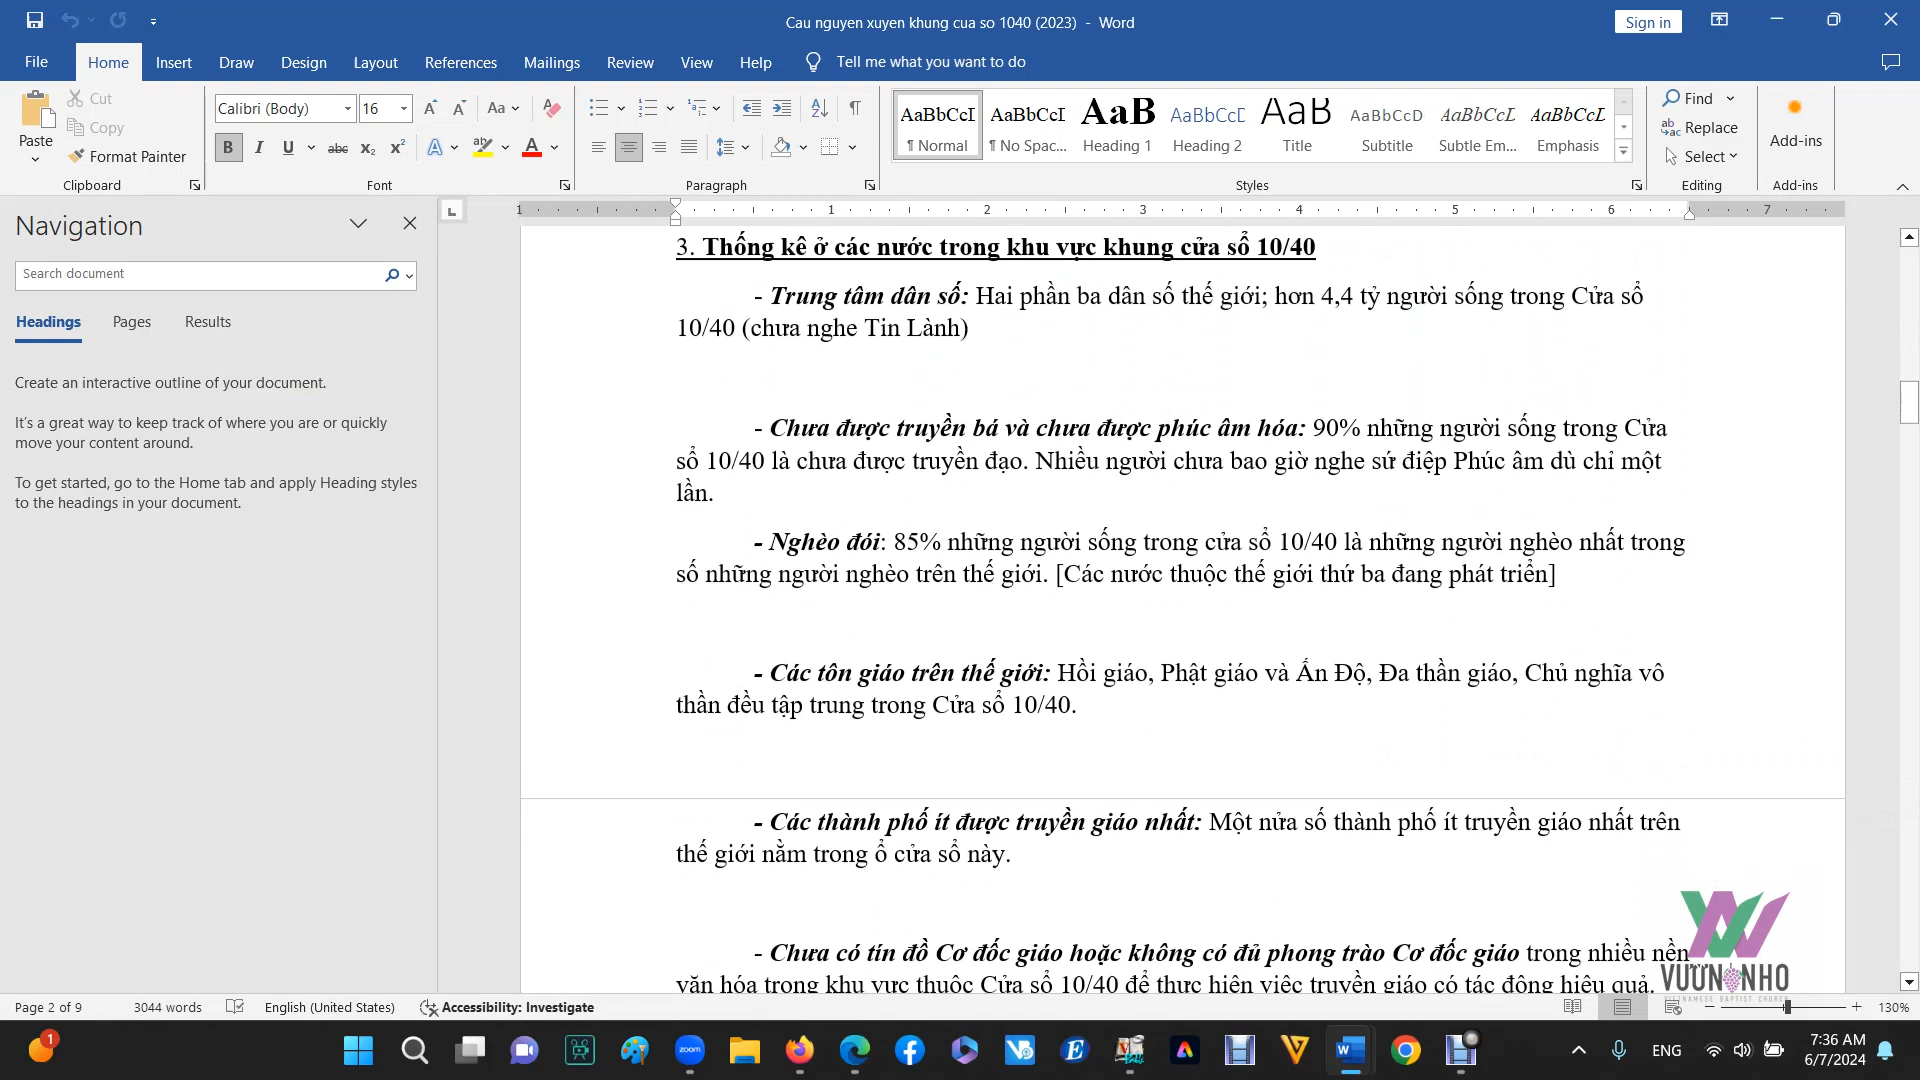 Cau nguyen xuyen khung cua so 1040 (2023) - Word
Sign in
File Home Insert Draw Design Layout References Mailings Review View Help Tell me what you want to do
Paste
Cut
Copy
Format Painter
Clipboard
Calibri (Body) 16
Font
Paragraph
AaBbCcI AaBbCcI AaB AaBbCcL AaB AaBbCcD AaBbCcL AaBbCcL
¶ Normal ¶ No Spac... Heading 1 Heading 2 Title Subtitle Subtle Em... Emphasis
Styles
Find
Replace
Select
Editing
Add-ins
Add-ins
Navigation
Search document
Headings Pages Results
Create an interactive outline of your document.
It's a great way to keep track of where you are or quickly
move your content around.
To get started, go to the Home tab and apply Heading styles
to the headings in your document.
1 1 2 3 4 5 6 7
3. Thống kê ở các nước trong khu vực khung cửa sổ 10/40
- Trung tâm dân số: Hai phần ba dân số thế giới; hơn 4,4 tỷ người sống trong Cửa sổ
10/40 (chưa nghe Tin Lành)
- Chưa được truyền bá và chưa được phúc âm hóa: 90% những người sống trong Cửa
sổ 10/40 là chưa được truyền đạo. Nhiều người chưa bao giờ nghe sứ điệp Phúc âm dù chỉ một
lần.
- Nghèo đói: 85% những người sống trong cửa sổ 10/40 là những người nghèo nhất trong
số những người nghèo trên thế giới. [Các nước thuộc thế giới thứ ba đang phát triển]
- Các tôn giáo trên thế giới: Hồi giáo, Phật giáo và Ấn Độ, Đa thần giáo, Chủ nghĩa vô
thần đều tập trung trong Cửa sổ 10/40.
- Các thành phố ít được truyền giáo nhất: Một nửa số thành phố ít truyền giáo nhất trên
thế giới nằm trong ổ cửa sổ này.
- Chưa có tín đồ Cơ đốc giáo hoặc không có đủ phong trào Cơ đốc giáo trong nhiều nền
văn hóa trong khu vực thuộc Cửa sổ 10/40 để thực hiện việc truyền giáo có tác động hiệu quả.
VƯỜN NHO
VIETNAMESE BAPTIST CHURCH
Page 2 of 9 3044 words English (United States) Accessibility: Investigate 130%
1
zoom
ENG
7:36 AM
6/7/2024